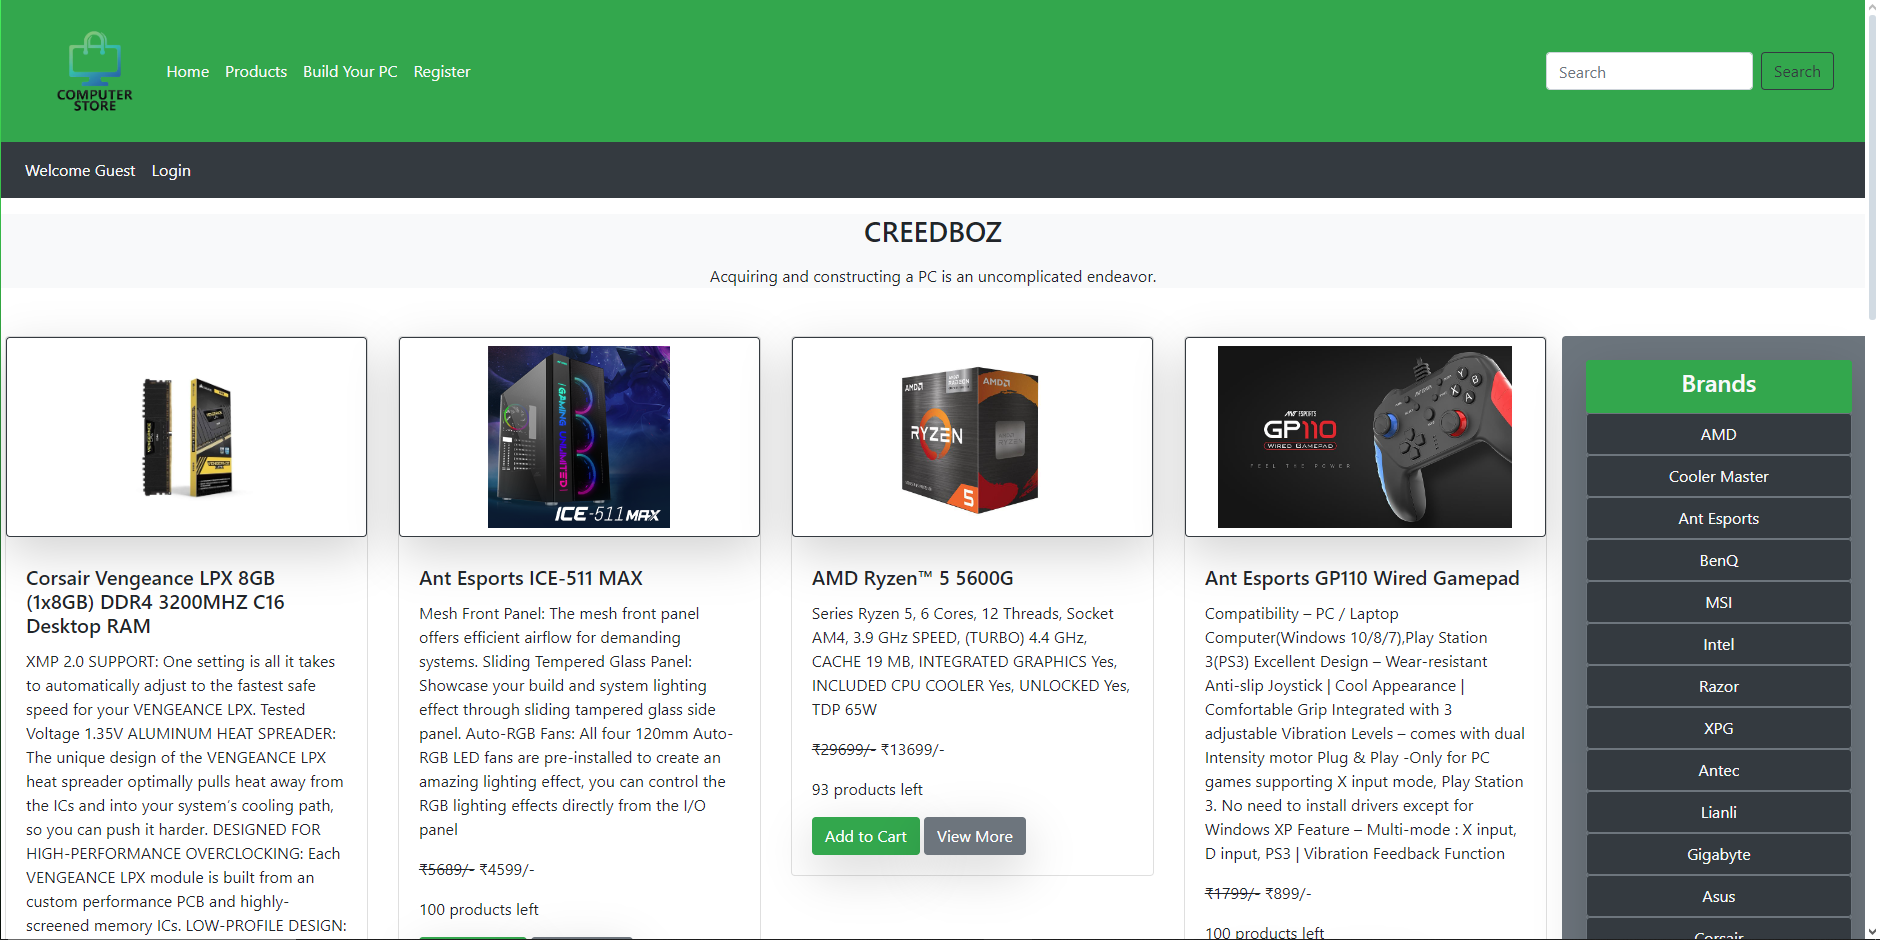 COMPUTER
STORE
Home Products Build Your PC Register
Search Search
Welcome Guest Login
CREEDBOZ
Acquiring and constructing a PC is an uncomplicated endeavor.
VENGEANCE
VENGEANCE
iGAMING UNLIMITED!
ICE-511 MAX
AMD
AMD
RADEON
RYZEN
5
ANT ESPORTS
GP110
WIRED GAMEPAD
FEEL THE POWER
Y
B
X
A
Corsair Vengeance LPX 8GB
(1x8GB) DDR4 3200MHZ C16
Desktop RAM
XMP 2.0 SUPPORT: One setting is all it takes
to automatically adjust to the fastest safe
speed for your VENGEANCE LPX. Tested
Voltage 1.35V ALUMINUM HEAT SPREADER:
The unique design of the VENGEANCE LPX
heat spreader optimally pulls heat away from
the ICs and into your system's cooling path,
so you can push it harder. DESIGNED FOR
HIGH-PERFORMANCE OVERCLOCKING: Each
VENGEANCE LPX module is built from an
custom performance PCB and highly-
screened memory ICs. LOW-PROFILE DESIGN:
Ant Esports ICE-511 MAX
Mesh Front Panel: The mesh front panel
offers efficient airflow for demanding
systems. Sliding Tempered Glass Panel:
Showcase your build and system lighting
effect through sliding tampered glass side
panel. Auto-RGB Fans: All four 120mm Auto-
RGB LED fans are pre-installed to create an
amazing lighting effect, you can control the
RGB lighting effects directly from the I/O
panel
₹5689/- ₹4599/-
100 products left
AMD Ryzen™ 5 5600G
Series Ryzen 5, 6 Cores, 12 Threads, Socket
AM4, 3.9 GHz SPEED, (TURBO) 4.4 GHz,
CACHE 19 MB, INTEGRATED GRAPHICS Yes,
INCLUDED CPU COOLER Yes, UNLOCKED Yes,
TDP 65W
₹29699/- ₹13699/-
93 products left
Add to Cart View More
Ant Esports GP110 Wired Gamepad
Compatibility – PC / Laptop
Computer(Windows 10/8/7),Play Station
3(PS3) Excellent Design – Wear-resistant
Anti-slip Joystick | Cool Appearance |
Comfortable Grip Integrated with 3
adjustable Vibration Levels – comes with dual
Intensity motor Plug & Play -Only for PC
games supporting X input mode, Play Station
3. No need to install drivers except for
Windows XP Feature – Multi-mode : X input,
D input, PS3 | Vibration Feedback Function
₹1799/- ₹899/-
100 products left
Brands
AMD
Cooler Master
Ant Esports
BenQ
MSI
Intel
Razor
XPG
Antec
Lianli
Gigabyte
Asus
Corsair